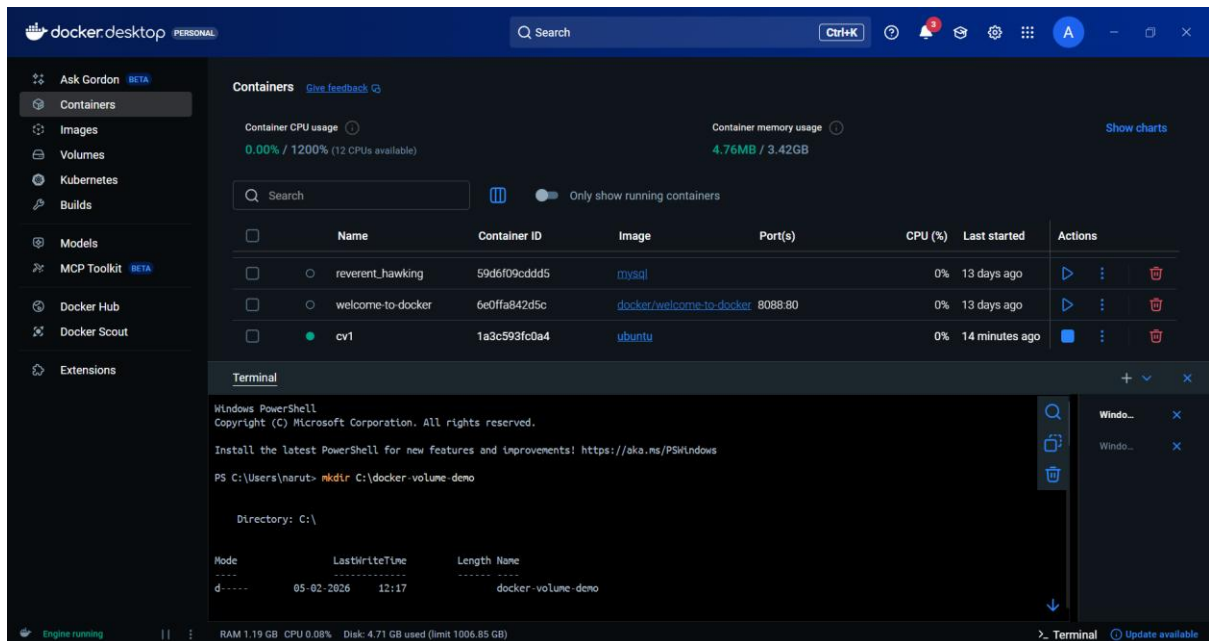 docker.desktop PERSONAL
Search
Ctrl+K
3
A
Ask Gordon BETA
Containers
Images
Volumes
Kubernetes
Builds
Models
MCP Toolkit BETA
Docker Hub
Docker Scout
Extensions
Containers Give feedback
Container CPU usage
0.00% / 1200% (12 CPUs available)
Container memory usage
4.76MB / 3.42GB
Show charts
Search
Only show running containers
Name Container ID Image Port(s) CPU (%) Last started Actions
reverent_hawking 59d6f09cddd5 mysql 0% 13 days ago
welcome-to-docker 6e0ffa842d5c docker/welcome-to-docker 8088:80 0% 13 days ago
cv1 1a3c593fc0a4 ubuntu 0% 14 minutes ago
Terminal
Windows PowerShell
Copyright (C) Microsoft Corporation. All rights reserved.
Install the latest PowerShell for new features and improvements! https://aka.ms/PSWindows
PS C:\Users\narut> mkdir C:\docker-volume-demo
Directory: C:\
Mode LastWriteTime Length Name
---- ------------- ------ ----
d----- 05-02-2026 12:17 docker-volume-demo
Windo...
Windo...
Engine running
RAM 1.19 GB CPU 0.08% Disk: 4.71 GB used (limit 1006.85 GB)
Terminal
Update available